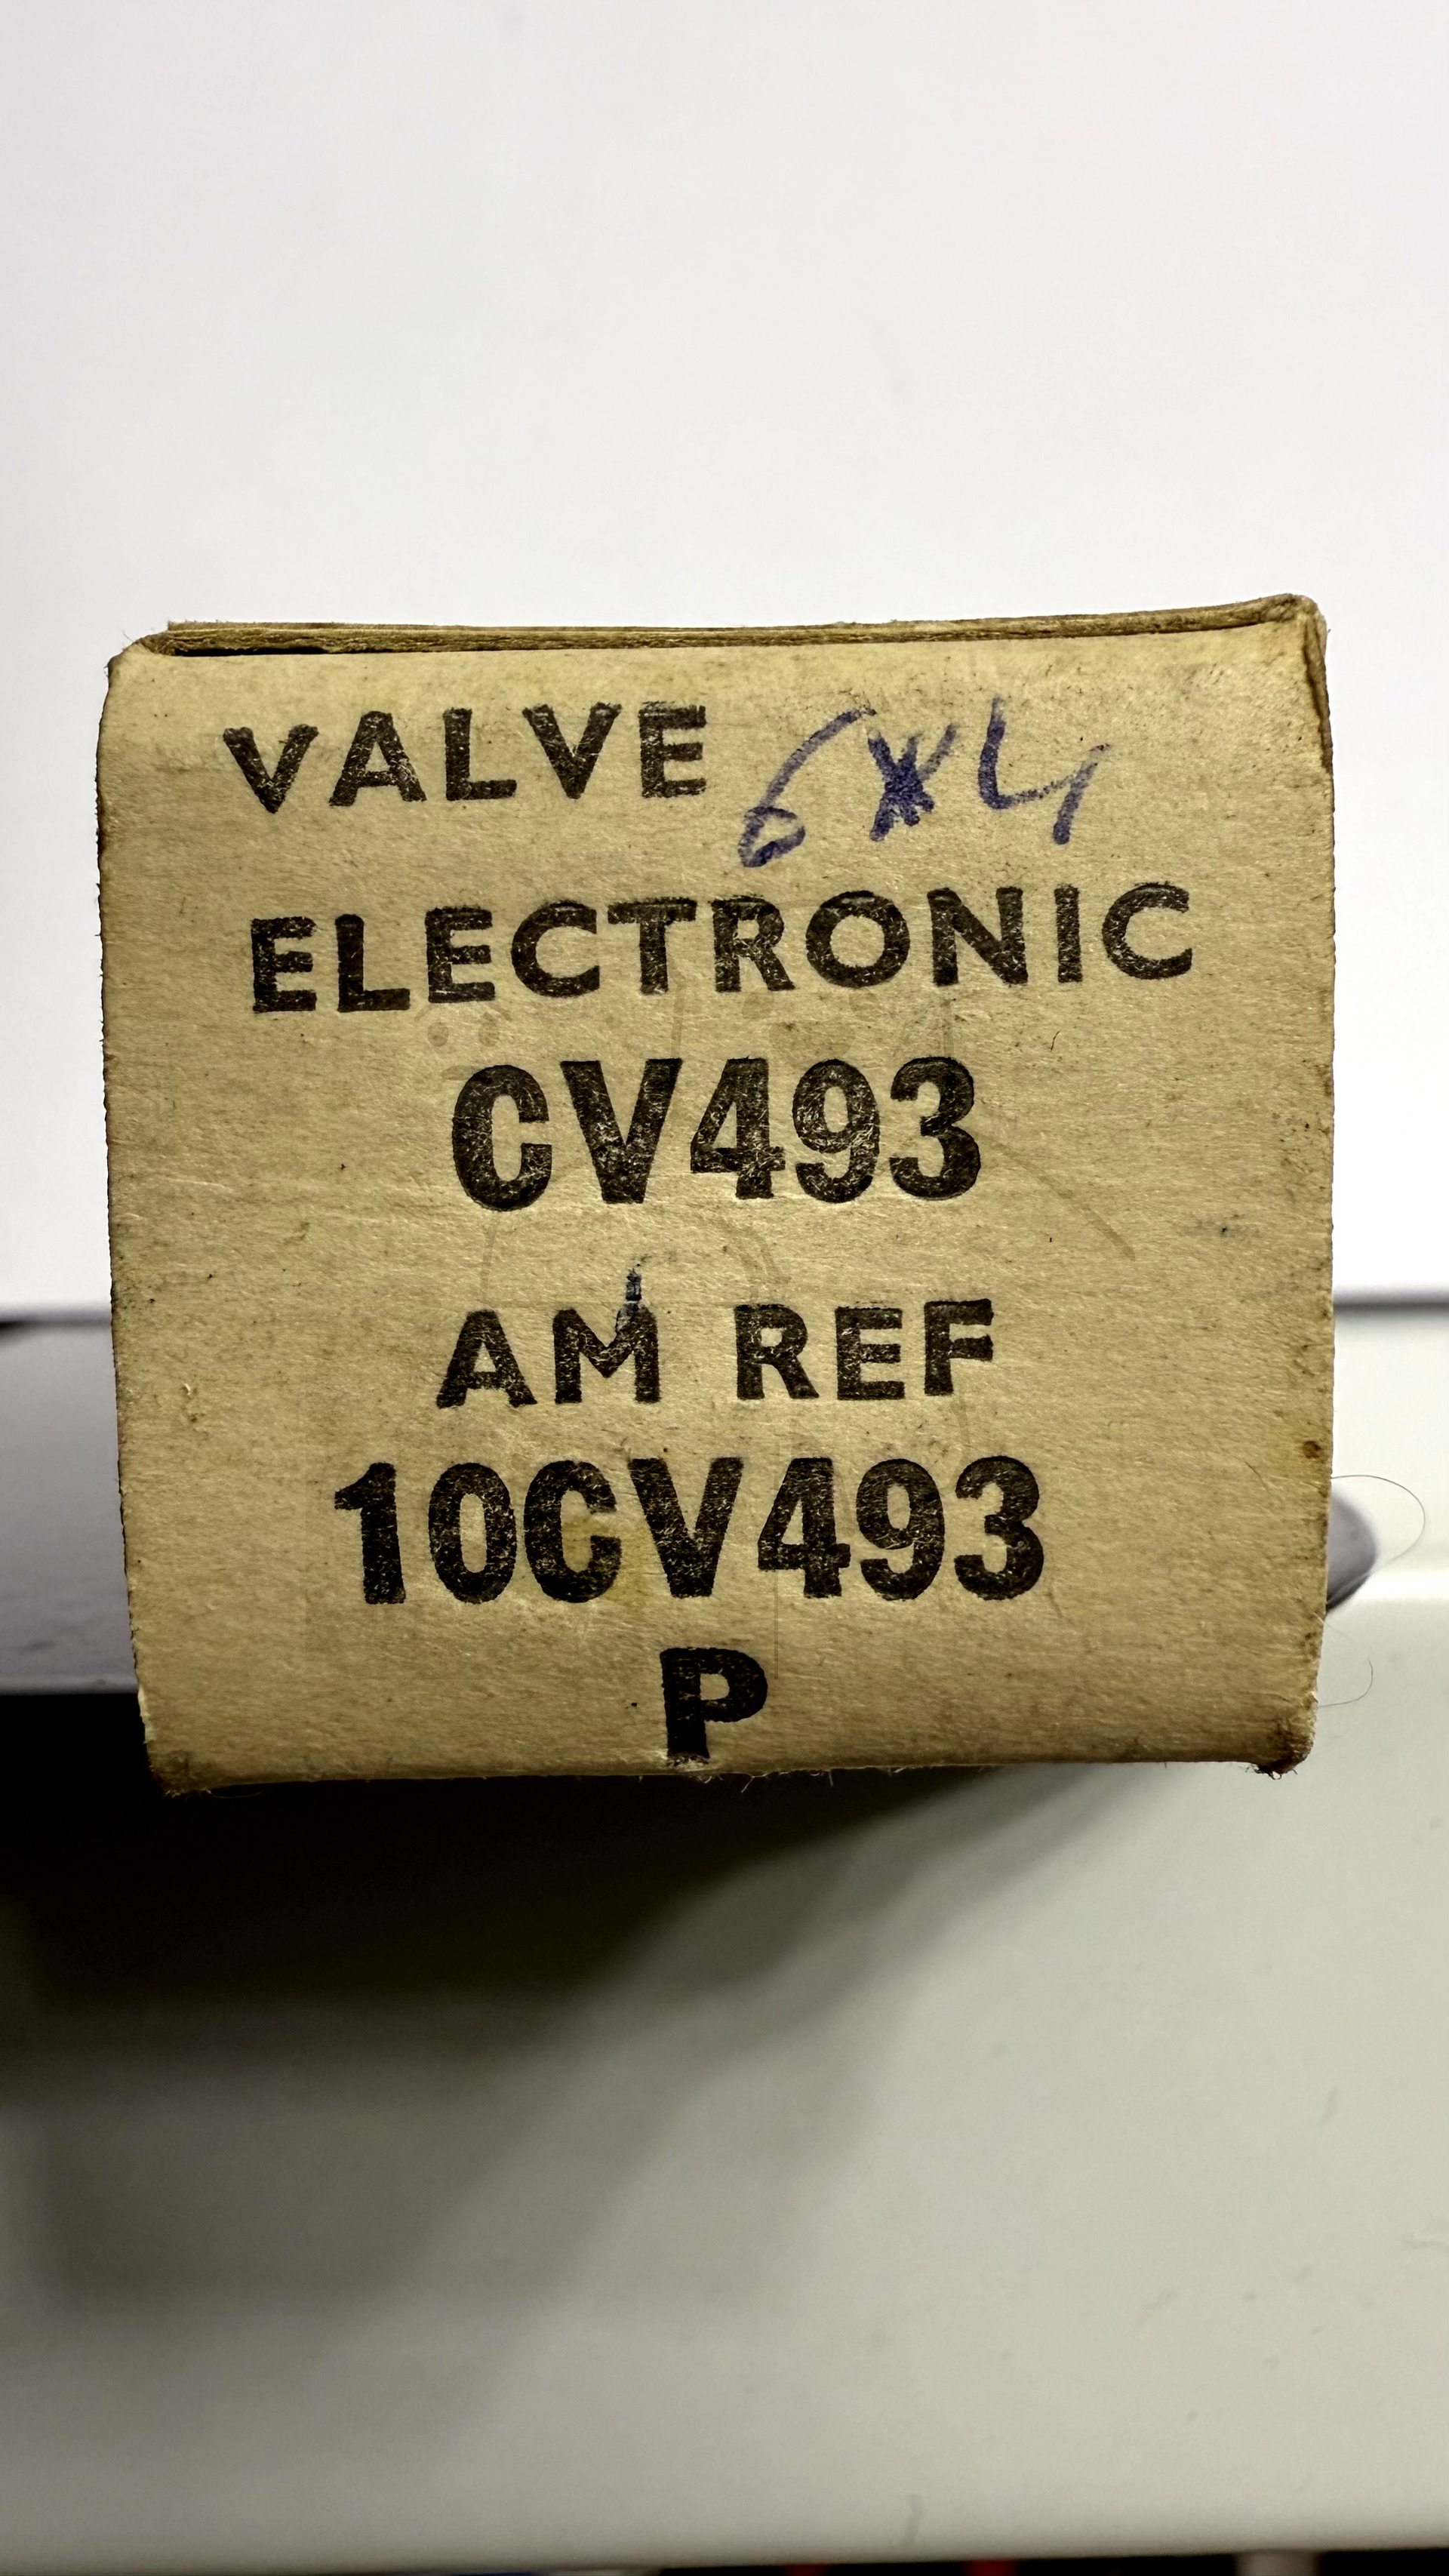 VALVE 6X4
ELECTRONIC
CV493
AM REF
10CV493
P